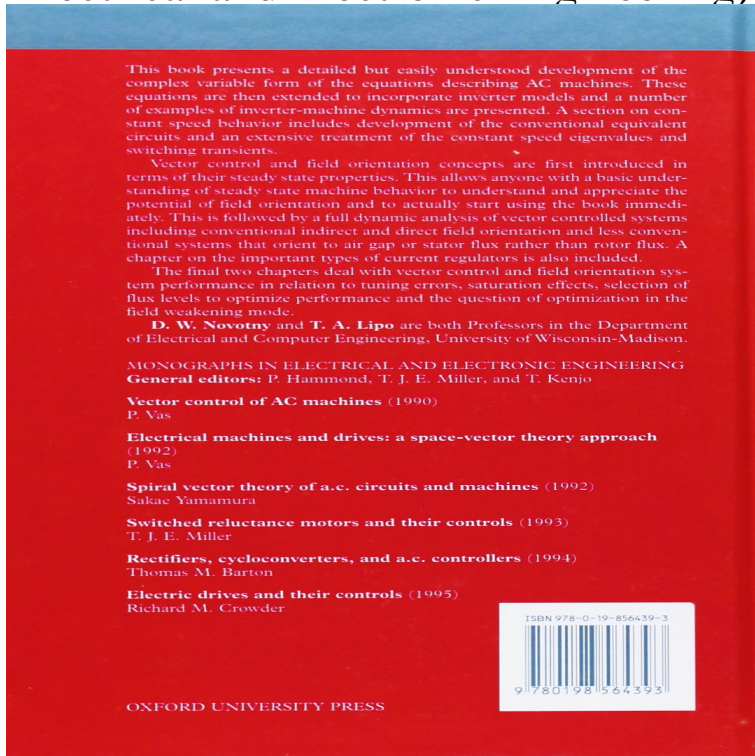 This book presents a detailed but easily understood development of the
complex variable form of the equations describing AC machines. These
equations are then extended to incorporate inverter models and a number
of examples of inverter-machine dynamics are presented. A section on con-
stant speed behavior includes development of the conventional equivalent
circuits and an extensive treatment of the constant speed eigenvalues and
switching transients.
Vector control and field orientation concepts are first introduced in
terms of their steady state properties. This allows anyone with a basic under-
standing of steady state machine behavior to understand and appreciate the
potential of field orientation and to actually start using the book immedi-
ately. This is followed by a full dynamic analysis of vector controlled systems
including conventional indirect and direct field orientation and less conven-
tional systems that orient to air gap or stator flux rather than rotor flux. A
chapter on the important types of current regulators is also included.
The final two chapters deal with vector control and field orientation sys-
tem performance in relation to tuning errors, saturation effects, selection of
flux levels to optimize performance and the question of optimization in the
field weakening mode.
D. W. Novotny and T. A. Lipo are both Professors in the Department
of Electrical and Computer Engineering, University of Wisconsin-Madison.
MONOGRAPHS IN ELECTRICAL AND ELECTRONIC ENGINEERING
General editors: P. Hammond, T. J. E. Miller, and T. Kenjo
Vector control of AC machines (1990)
P. Vas
Electrical machines and drives: a space-vector theory approach
(1992)
P. Vas
Spiral vector theory of a.c. circuits and machines (1992)
Sakae Yamamura
Switched reluctance motors and their controls (1993)
T. J. E. Miller
Rectifiers, cycloconverters, and a.c. controllers (1994)
Thomas M. Barton
Electric drives and their controls (1995)
Richard M. Crowder
ISBN 978-0-19-856439-3
9 780198 564393
OXFORD UNIVERSITY PRESS